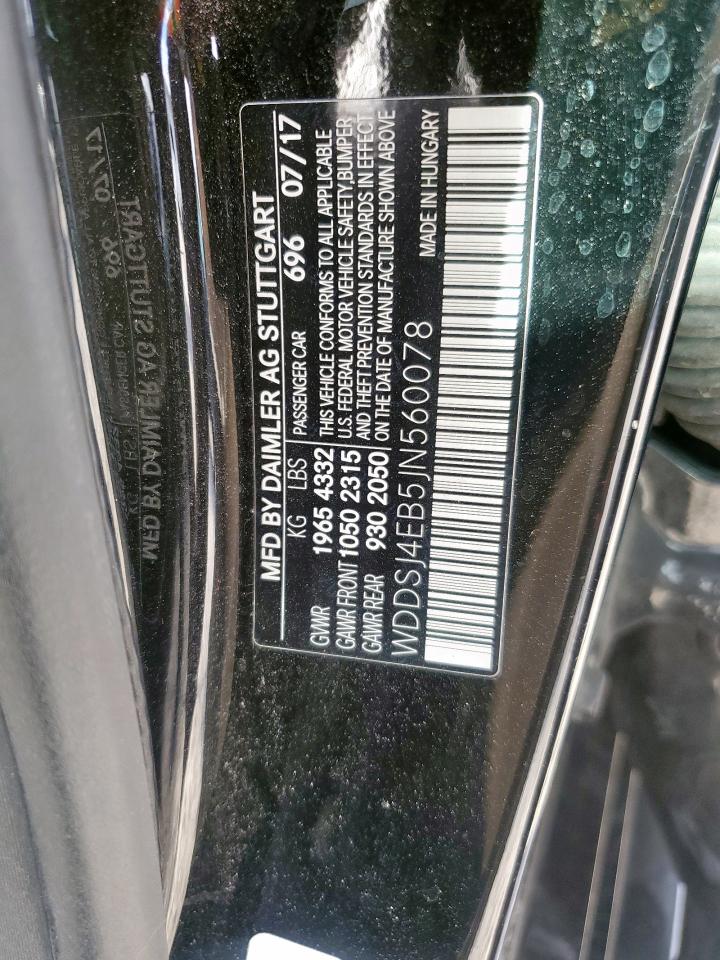 MFD BY DAIMLER AG STUTTGART
KG LBS PASSENGER CAR 696 07/17
GVWR 1965 4332 THIS VEHICLE CONFORMS TO ALL APPLICABLE
GAWR FRONT 1050 2315 U.S. FEDERAL MOTOR VEHICLE SAFETY,BUMPER
GAWR REAR 930 2050 AND THEFT PREVENTION STANDARDS IN EFFECT
ON THE DATE OF MANUFACTURE SHOWN ABOVE
WDDSJ4EB5JN560078 MADE IN HUNGARY